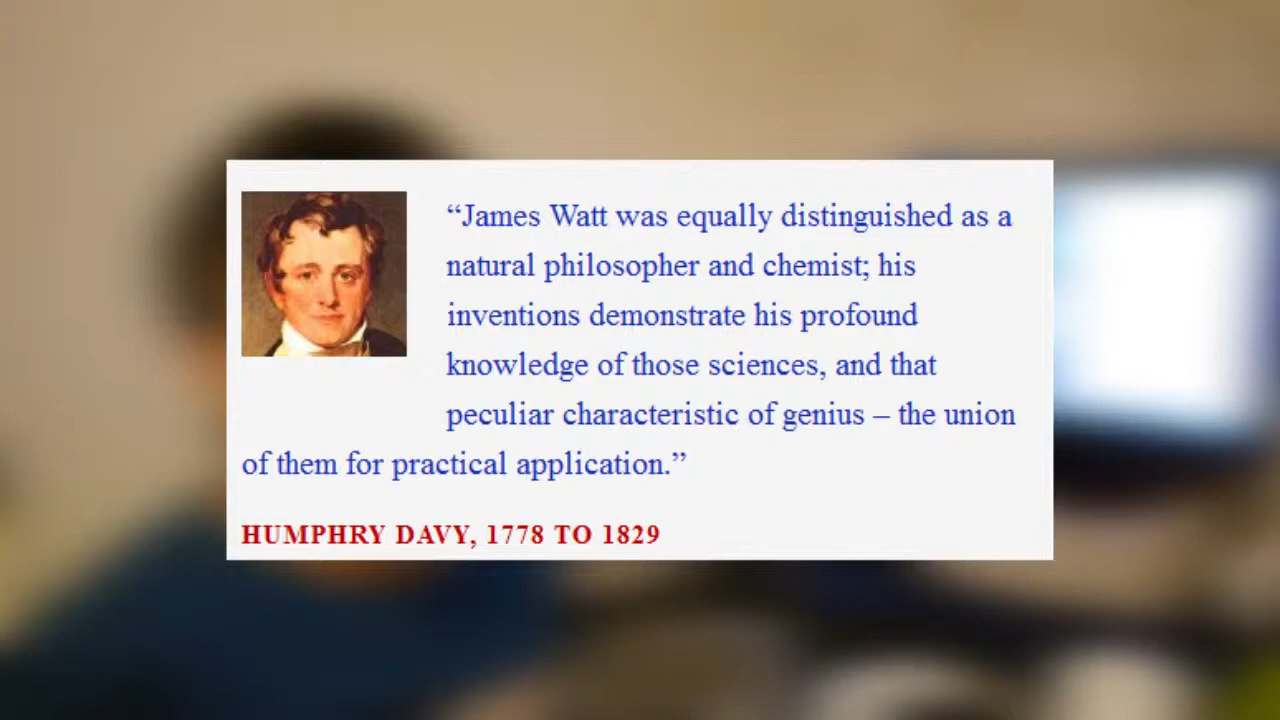 “James Watt was equally distinguished as a
natural philosopher and chemist; his
inventions demonstrate his profound
knowledge of those sciences, and that
peculiar characteristic of genius – the union
of them for practical application.”
HUMPHRY DAVY, 1778 TO 1829